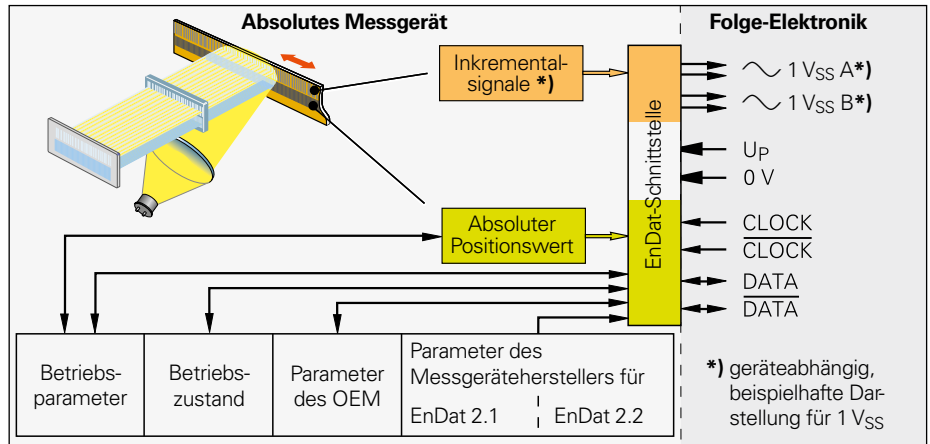 Absolutes Messgerät
Folge-Elektronik
Inkremental-
signale *)
1 VSS A*)
1 VSS B*)
EnDat-Schnittstelle
UP
0 V
Absoluter
Positionswert
CLOCK
CLOCK
DATA
DATA
Betriebs-
parameter
Betriebs-
zustand
Parameter
des OEM
Parameter des
Messgeräteherstellers für
EnDat 2.1
EnDat 2.2
*) geräteabhängig,
beispielhafte Dar-
stellung für 1 VSS